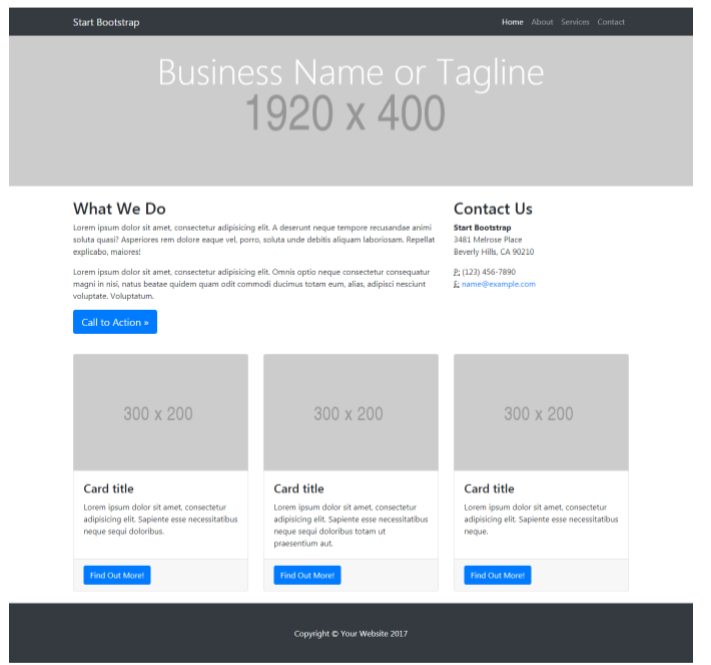 Start Bootstrap
Home About Services Contact
Business Name or Tagline
1920 x 400
What We Do
Lorem ipsum dolor sit amet, consectetur adipisicing elit. A deserunt neque tempore recusandae animi
soluta quasi? Asperiores rem dolore eaque vel, porro, soluta unde debitis aliquam laboriosam. Repellat
explicabo, maiores!
Lorem ipsum dolor sit amet, consectetur adipisicing elit. Omnis optio neque consectetur consequatur
magni in nisi, natus beatae quidem quam odit commodi ducimus totam eum, alias, adipisci nesciunt
voluptate. Voluptatum.
Call to Action »
Contact Us
Start Bootstrap
3481 Melrose Place
Beverly Hills, CA 90210
P: (123) 456-7890
E: name@example.com
300 x 200
Card title
Lorem ipsum dolor sit amet, consectetur
adipisicing elit. Sapiente esse necessitatibus
neque sequi doloribus.
Find Out More!
300 x 200
Card title
Lorem ipsum dolor sit amet, consectetur
adipisicing elit. Sapiente esse necessitatibus
neque sequi doloribus totam ut
praesentium aut.
Find Out More!
300 x 200
Card title
Lorem ipsum dolor sit amet, consectetur
adipisicing elit. Sapiente esse necessitatibus
neque.
Find Out More!
Copyright © Your Website 2017